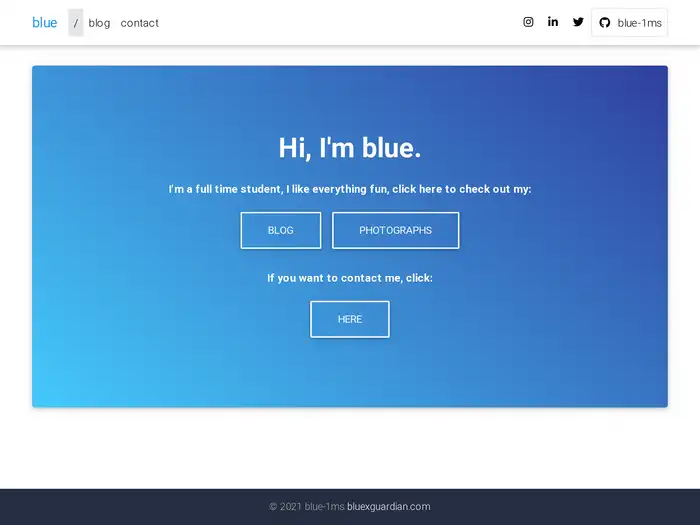 blue / blog contact blue-1ms
Hi, I'm blue.
I'm a full time student, I like everything fun, click here to check out my:
BLOG PHOTOGRAPHS
If you want to contact me, click:
HERE
© 2021 blue-1ms bluexguardian.com